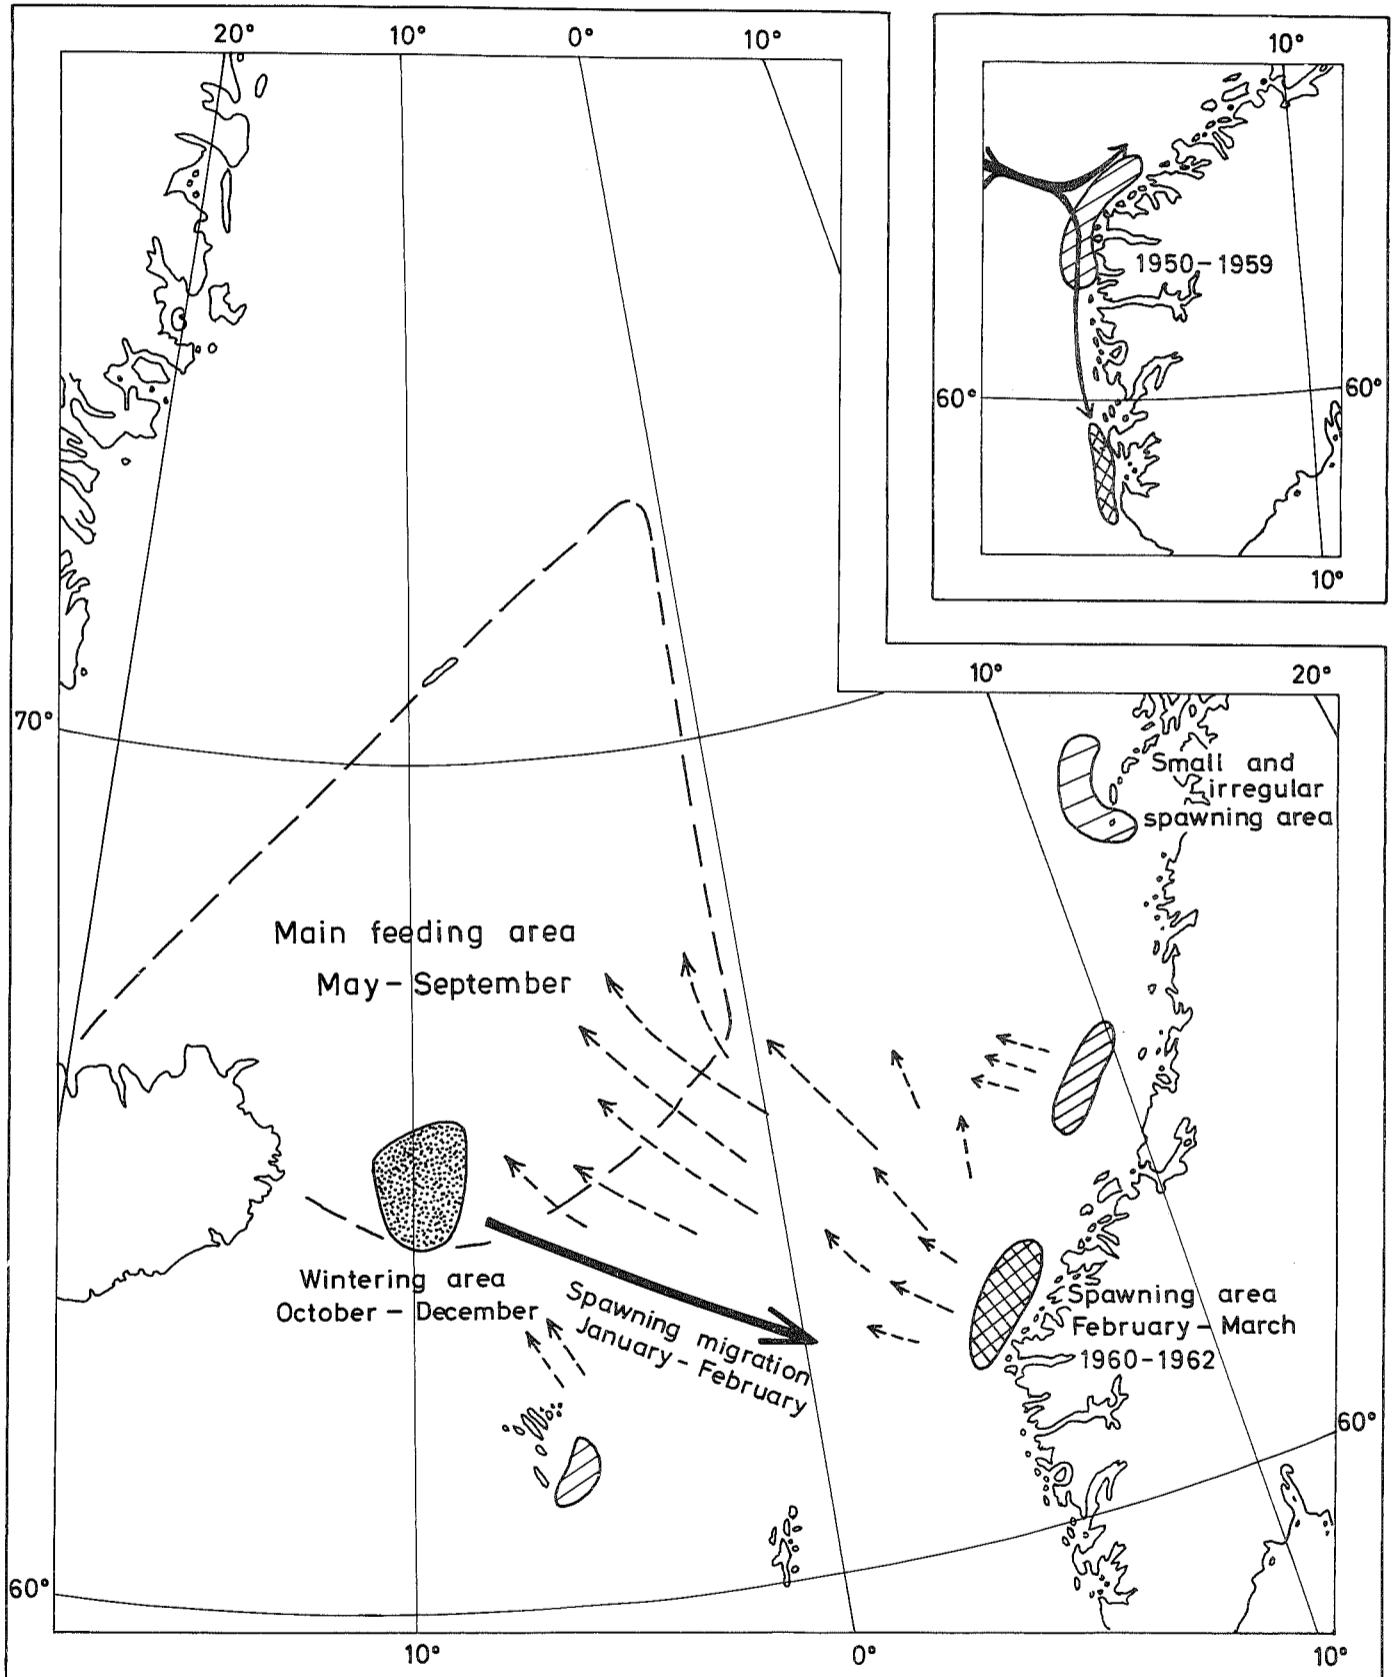 20° 10° 0° 10°
10°
1950-1959
60° 60°
10°
10° 20°
70°
Small and
irregular
spawning area
Main feeding area
May-September
Wintering area
October - December
Spawning migration
January - February
Spawning area
February - March
1960-1962
60°
60°
10° 0° 10°